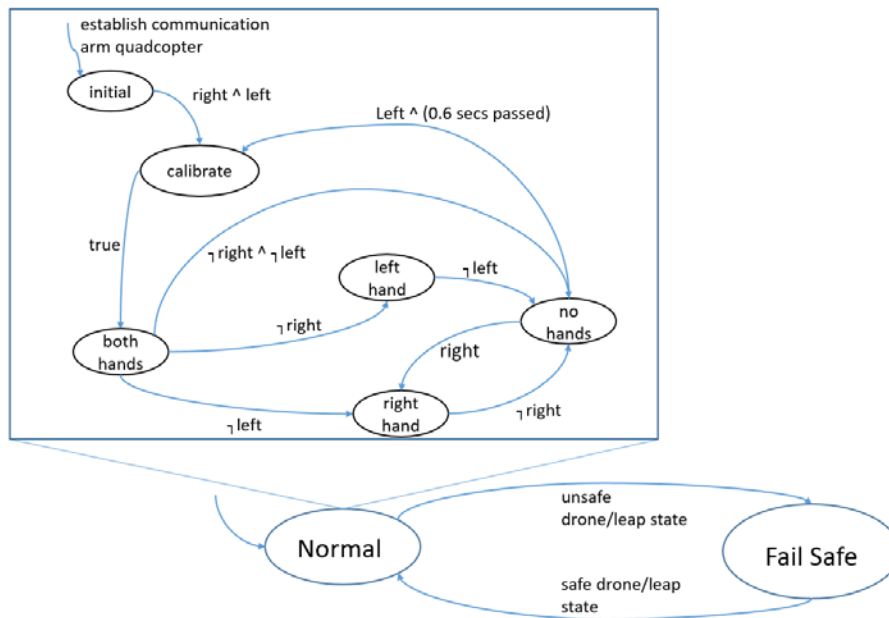 establish communication
arm quadcopter
initial
right ^ left
Left ^ (0.6 secs passed)
calibrate
true
┐right ^ ┐left
left
hand
┐left
no
hands
┐right
both
hands
right
right
hand
┐right
┐left
unsafe
drone/leap state
Normal
Fail Safe
safe drone/leap
state